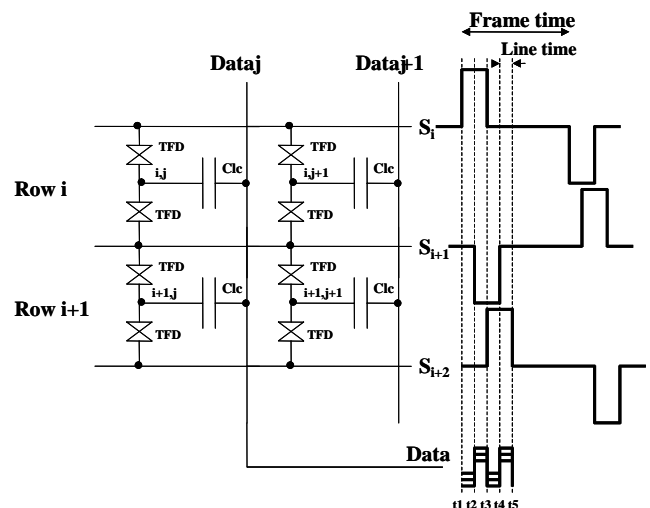 Frame time
Line time
Dataj Dataj+1
Si
TFD TFD
i,j Clc i,j+1 Clc
Row i
TFD TFD
Si+1
TFD TFD
i+1,j Clc i+1,j+1 Clc
Row i+1
TFD TFD
Si+2
Data
t1 t2 t3 t4 t5